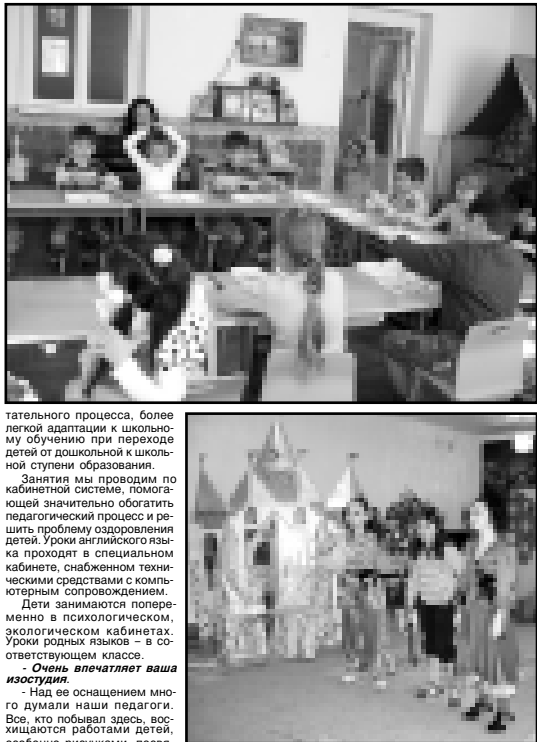 тательного процесса, более
легкой адаптации к школьно-
му обучению при переходе
детей от дошкольной к школь-
ной ступени образования.
Занятия мы проводим по
кабинетной системе, помога-
ющей значительно обогатить
педагогический процесс и ре-
шить проблему оздоровления
детей. Уроки английского язы-
ка проходят в специальном
кабинете, снабженном техни-
ческими средствами с компь-
ютерным сопровождением.
Дети занимаются попере-
менно в психологическом,
экологическом кабинетах.
Уроки родных языков – в со-
ответствующем классе.
- Очень впечатляет ваша
изостудия.
- Над ее оснащением мно-
го думали наши педагоги.
Все, кто побывал здесь, вос-
хищаются работами детей,